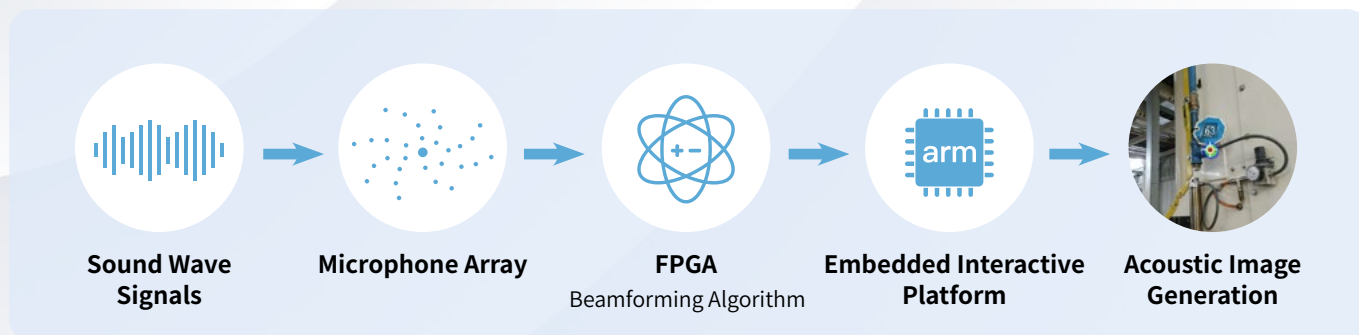 arm
Sound Wave
Signals
Microphone Array
FPGA
Beamforming Algorithm
Embedded Interactive
Platform
Acoustic Image
Generation